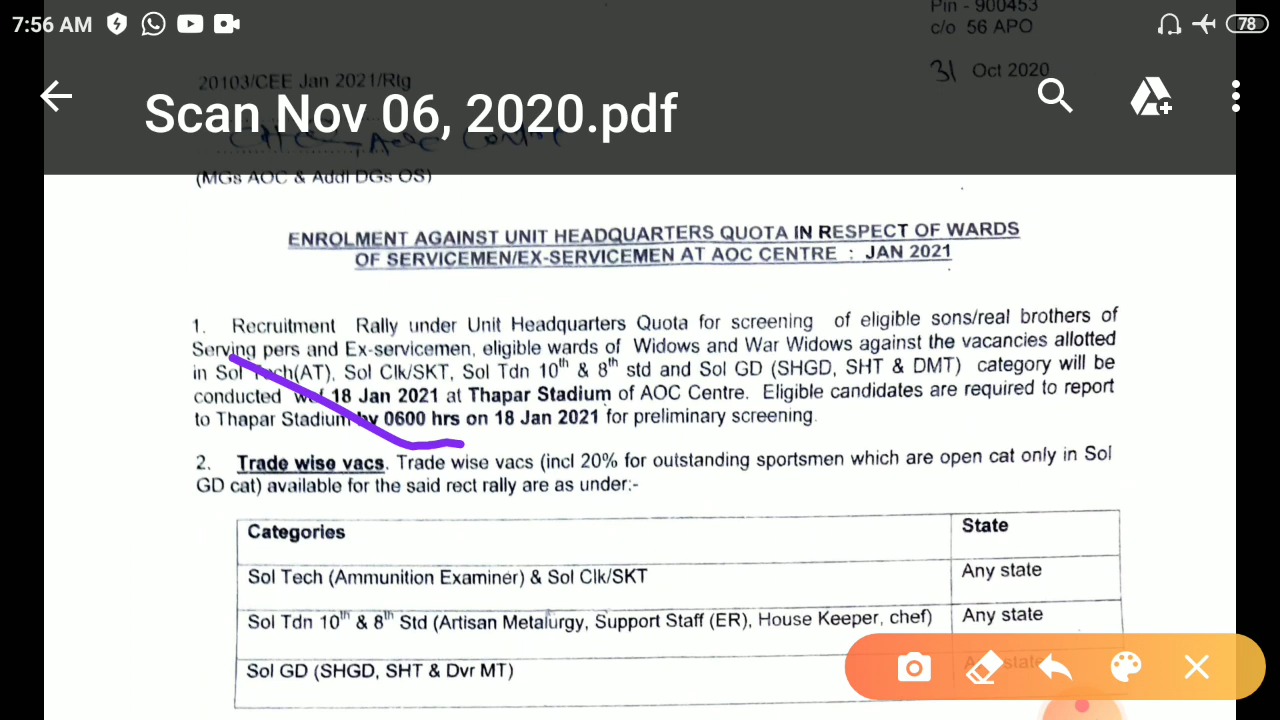 7:56 AM
78
Pin - 900453
c/o 56 APO
20103/CEE Jan 2021/Rtg
31 Oct 2020
Scan Nov 06, 2020.pdf
AOC Centre
(MGs AOC & Addl DGs OS)
ENROLMENT AGAINST UNIT HEADQUARTERS QUOTA IN RESPECT OF WARDS
OF SERVICEMEN/EX-SERVICEMEN AT AOC CENTRE : JAN 2021
1. Recruitment Rally under Unit Headquarters Quota for screening of eligible sons/real brothers of
Serving pers and Ex-servicemen, eligible wards of Widows and War Widows against the vacancies allotted
in Sol Tech(AT), Sol Clk/SKT, Sol Tdn 10th & 8th std and Sol GD (SHGD, SHT & DMT) category will be
conducted wef 18 Jan 2021 at Thapar Stadium of AOC Centre. Eligible candidates are required to report
to Thapar Stadium by 0600 hrs on 18 Jan 2021 for preliminary screening.
2. Trade wise vacs. Trade wise vacs (incl 20% for outstanding sportsmen which are open cat only in Sol
GD cat) available for the said rect rally are as under:-
Categories State
Sol Tech (Ammunition Examiner) & Sol Clk/SKT Any state
Sol Tdn 10th & 8th Std (Artisan Metalurgy, Support Staff (ER), House Keeper, chef) Any state
Sol GD (SHGD, SHT & Dvr MT) Any state